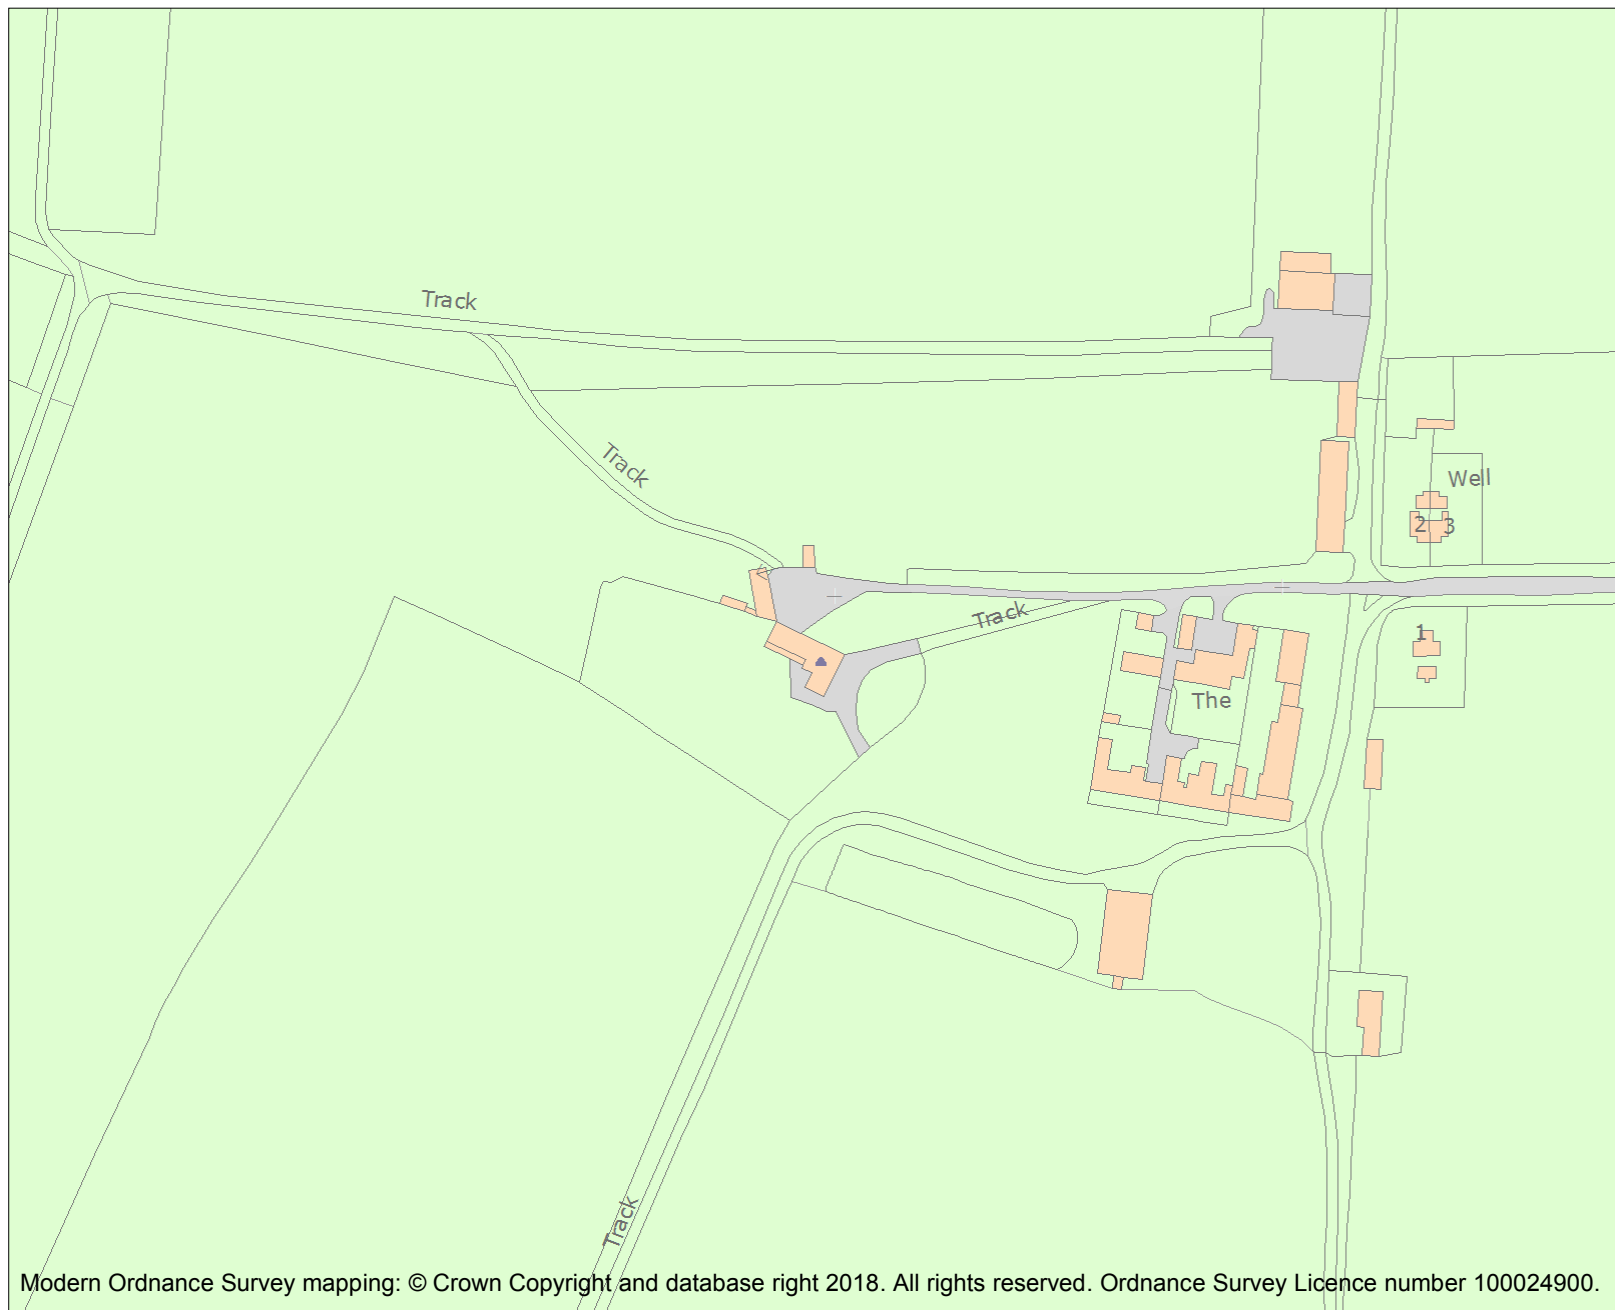 Track
Track
Well
2 3
Track
1
The
Track
Modern Ordnance Survey mapping: © Crown Copyright and database right 2018. All rights reserved. Ordnance Survey Licence number 100024900.